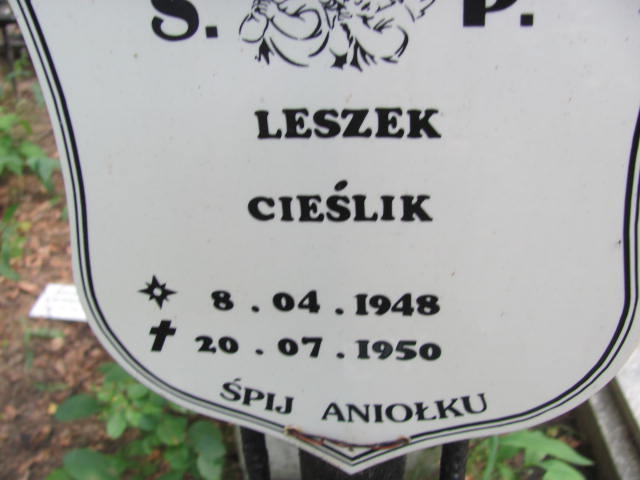 S. P.
LESZEK
CIEŚLIK
8 . 04 . 1948
20 . 07 . 1950
ŚPIJ ANIOŁKU